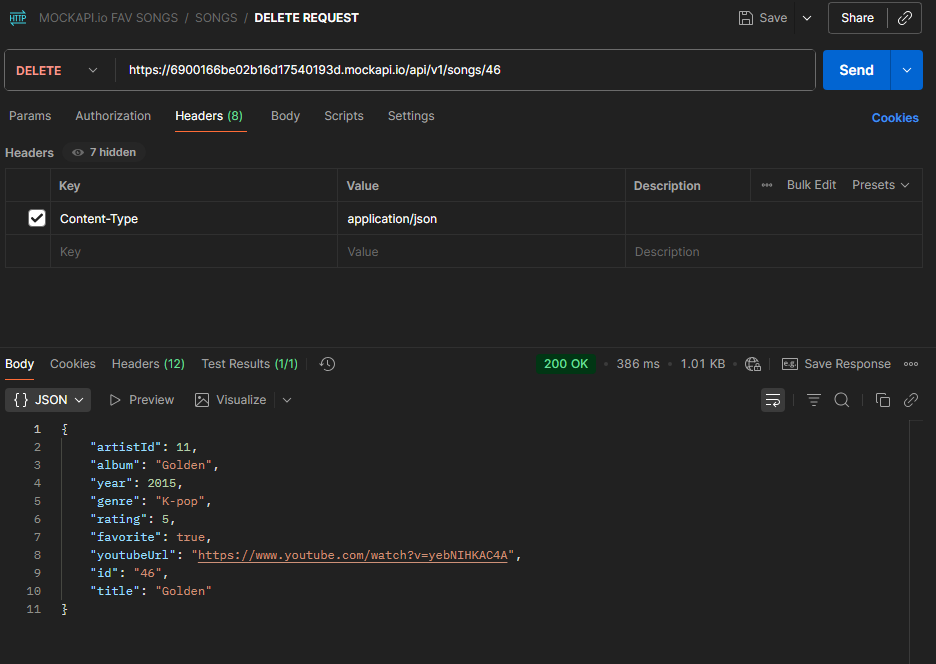 HTTP MOCKAPI.io FAV SONGS / SONGS / DELETE REQUEST Save Share
DELETE https://6900166be02b16d17540193d.mockapi.io/api/v1/songs/46 Send
Params Authorization Headers (8) Body Scripts Settings Cookies
Headers 7 hidden
Key Value Description Bulk Edit Presets
Content-Type application/json
Key Value Description
Body Cookies Headers (12) Test Results (1/1) 200 OK 386 ms 1.01 KB e.g. Save Response
{} JSON Preview Visualize
1 {
2 "artistId": 11,
3 "album": "Golden",
4 "year": 2015,
5 "genre": "K-pop",
6 "rating": 5,
7 "favorite": true,
8 "youtubeUrl": "https://www.youtube.com/watch?v=yebNIHKAC4A",
9 "id": "46",
10 "title": "Golden"
11 }